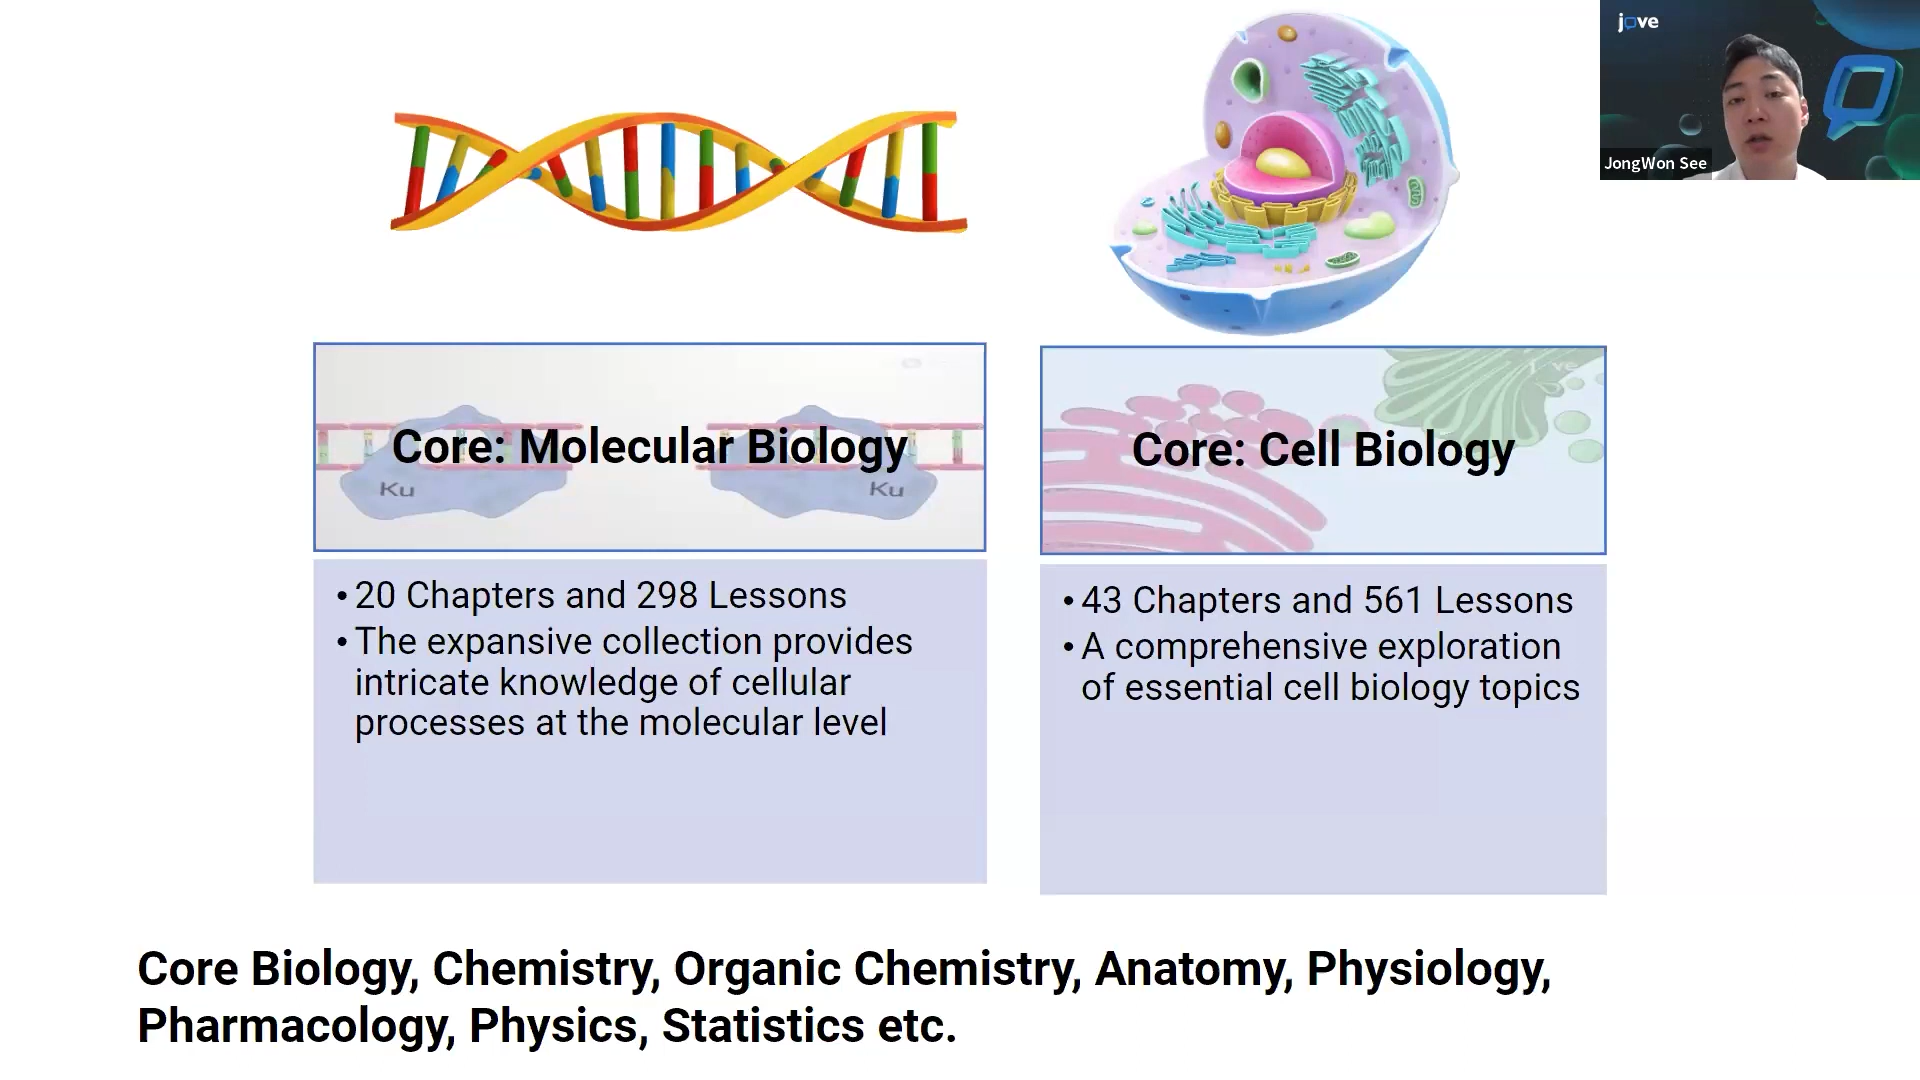 jove
JongWon See
Core: Molecular Biology
Ku
Ku
• 20 Chapters and 298 Lessons
• The expansive collection provides
intricate knowledge of cellular
processes at the molecular level
Core: Cell Biology
• 43 Chapters and 561 Lessons
• A comprehensive exploration
of essential cell biology topics
Core Biology, Chemistry, Organic Chemistry, Anatomy, Physiology,
Pharmacology, Physics, Statistics etc.